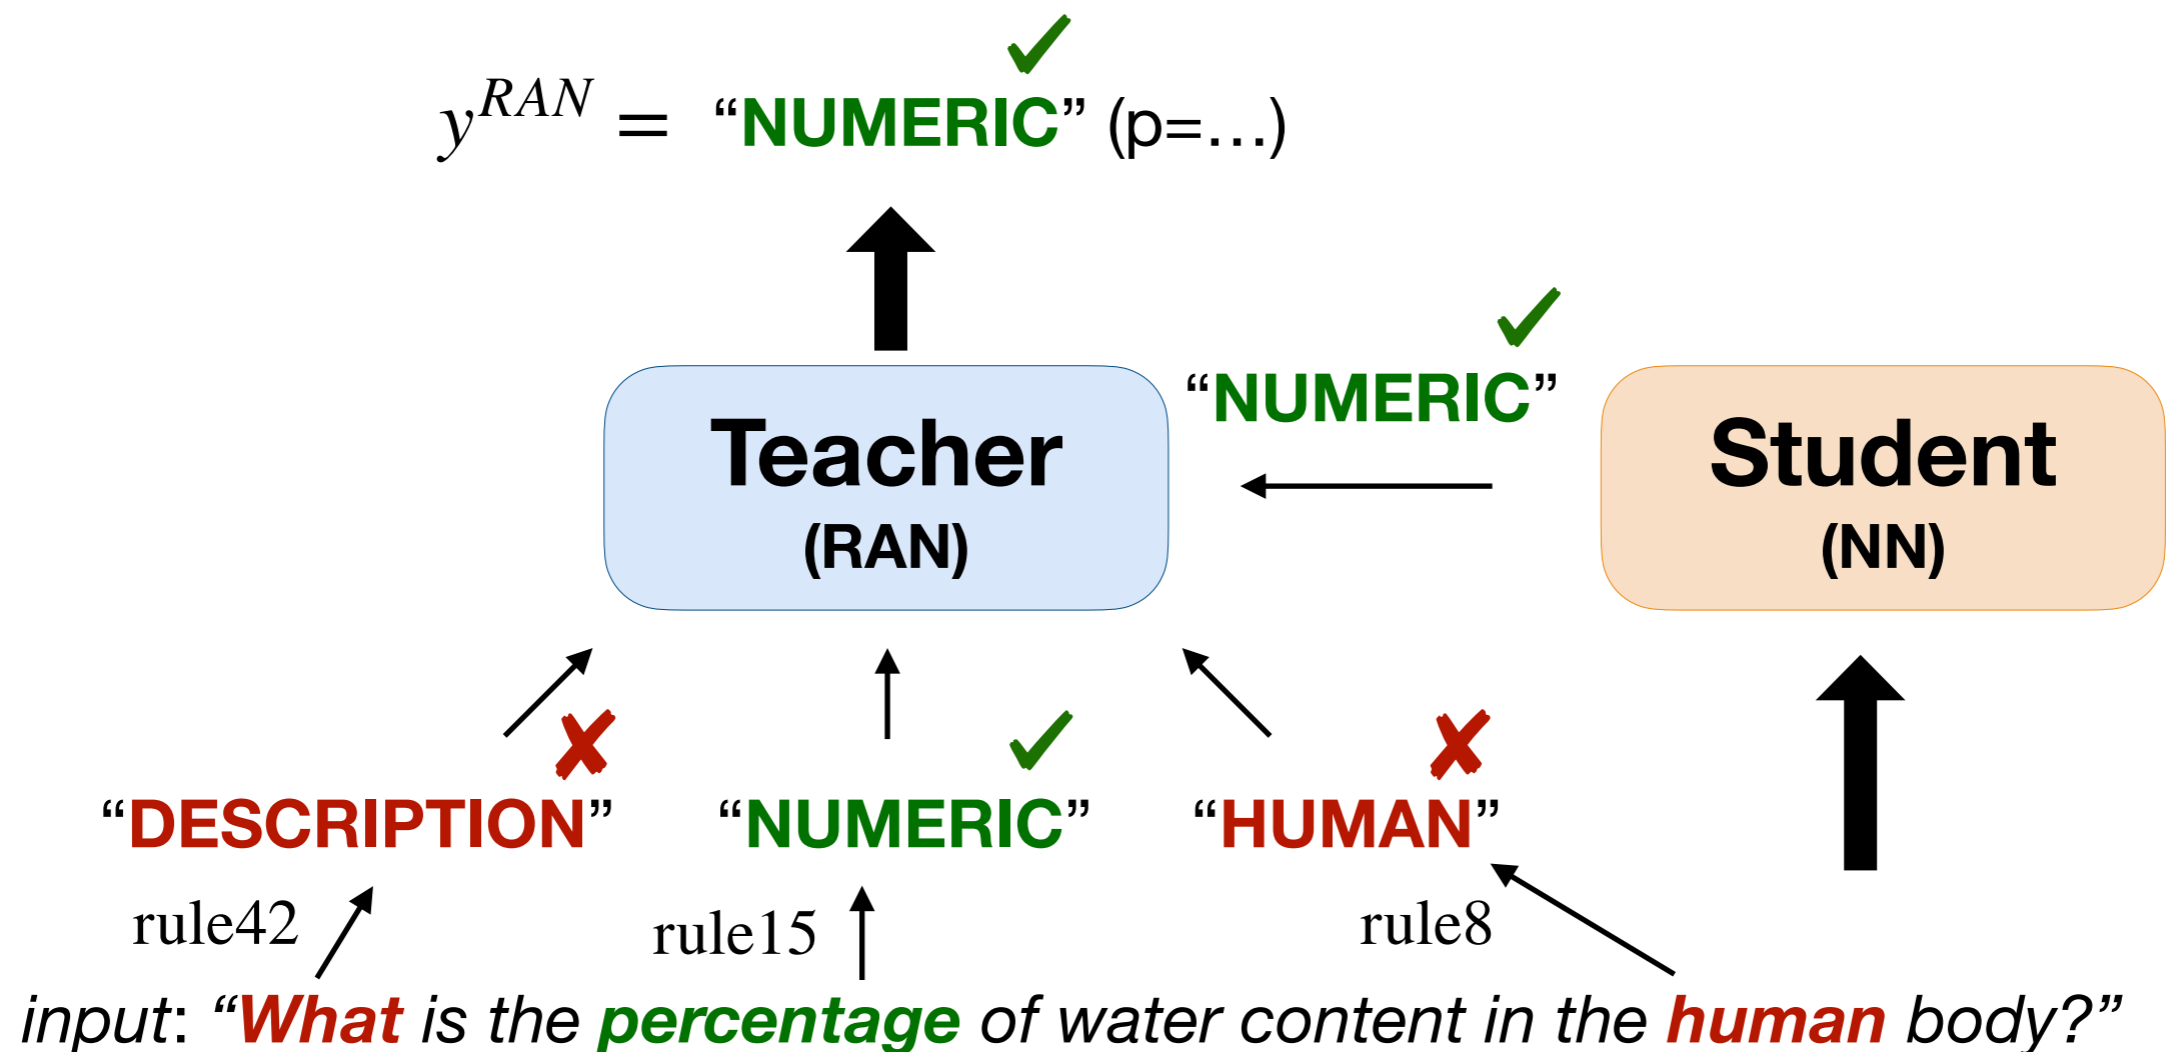 ✓
y^RAN = “NUMERIC” (p=…)
✓
“NUMERIC”
Teacher
(RAN)
Student
(NN)
✘ ✓ ✘
“DESCRIPTION” “NUMERIC” “HUMAN”
rule42 rule15 rule8
input: “What is the percentage of water content in the human body?”